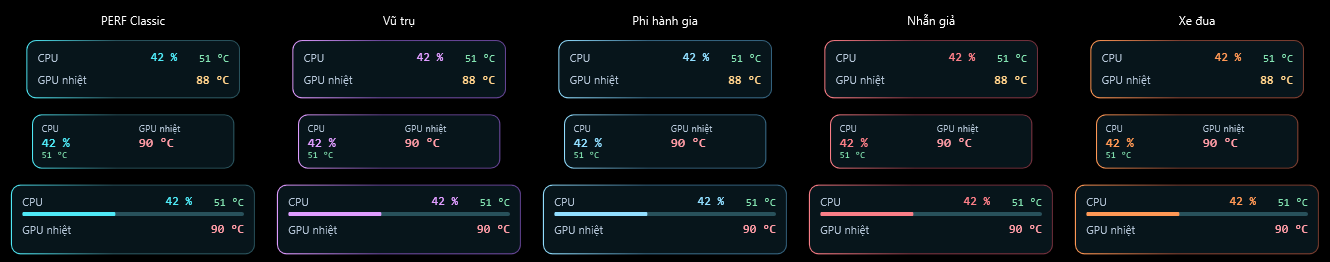 PERF Classic
CPU 42 % 51 °C
GPU nhiệt 88 °C
CPU GPU nhiệt
42 % 90 °C
51 °C
CPU 42 % 51 °C
GPU nhiệt 90 °C
Vũ trụ
CPU 42 % 51 °C
GPU nhiệt 88 °C
CPU GPU nhiệt
42 % 90 °C
51 °C
CPU 42 % 51 °C
GPU nhiệt 90 °C
Phi hành gia
CPU 42 % 51 °C
GPU nhiệt 88 °C
CPU GPU nhiệt
42 % 90 °C
51 °C
CPU 42 % 51 °C
GPU nhiệt 90 °C
Nhẫn giả
CPU 42 % 51 °C
GPU nhiệt 88 °C
CPU GPU nhiệt
42 % 90 °C
51 °C
CPU 42 % 51 °C
GPU nhiệt 90 °C
Xe đua
CPU 42 % 51 °C
GPU nhiệt 88 °C
CPU GPU nhiệt
42 % 90 °C
51 °C
CPU 42 % 51 °C
GPU nhiệt 90 °C